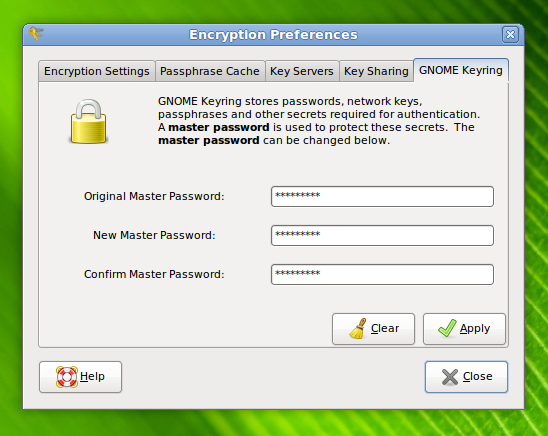 Encryption Preferences
Encryption Settings
Passphrase Cache
Key Servers
Key Sharing
GNOME Keyring
GNOME Keyring stores passwords, network keys,
passphrases and other secrets required for authentication.
A master password is used to protect these secrets. The
master password can be changed below.
Original Master Password: *********
New Master Password: *********
Confirm Master Password: *********
Clear
Apply
Help
Close